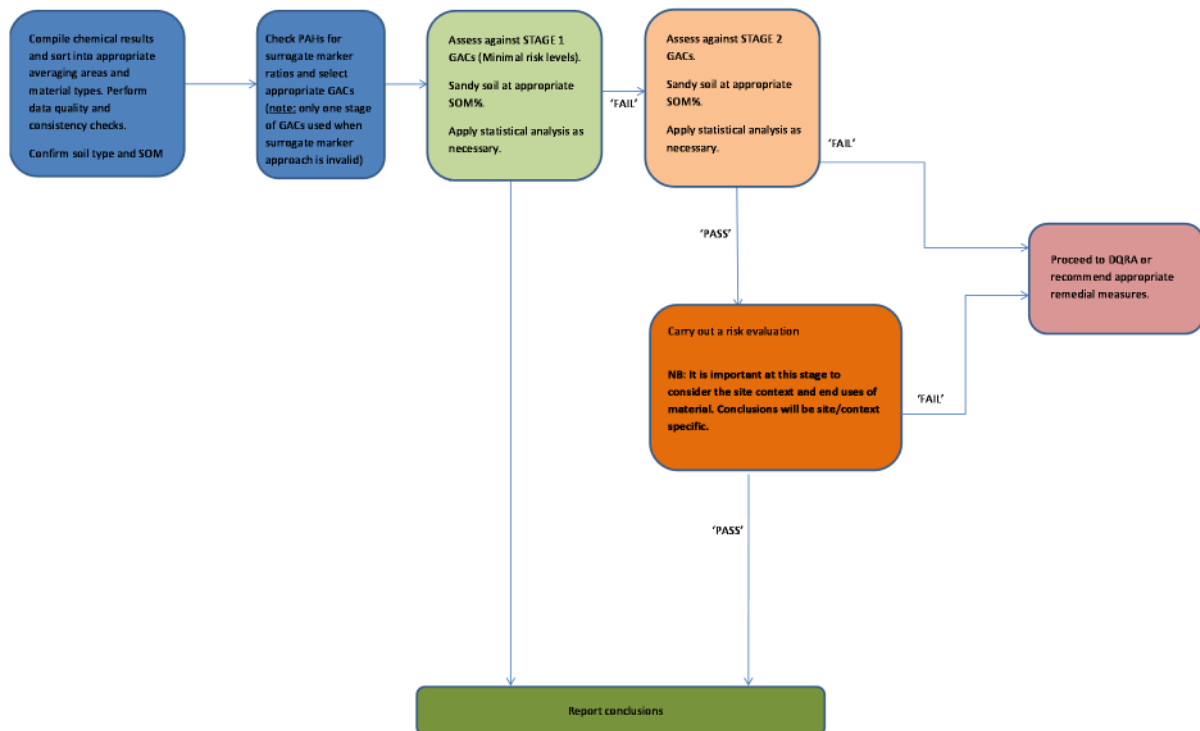 Compile chemical results
and sort into appropriate
averaging areas and
material types. Perform
data quality and
consistency checks.
Confirm soil type and SOM
Check PAHs for
surrogate marker
ratios and select
appropriate GACs
(note: only one stage
of GACs used when
surrogate marker
approach is invalid)
Assess against STAGE 1
GACs (Minimal risk levels).
Sandy soil at appropriate
SOM%.
Apply statistical analysis as
necessary.
'FAIL'
Assess against STAGE 2
GACs.
Sandy soil at appropriate
SOM%.
Apply statistical analysis as
necessary.
'FAIL'
'PASS'
Proceed to DQRA or
recommend appropriate
remedial measures.
Carry out a risk evaluation
NB: It is important at this stage to
consider the site context and end uses of
material. Conclusions will be site/context
specific.
'FAIL'
'PASS'
Report conclusions